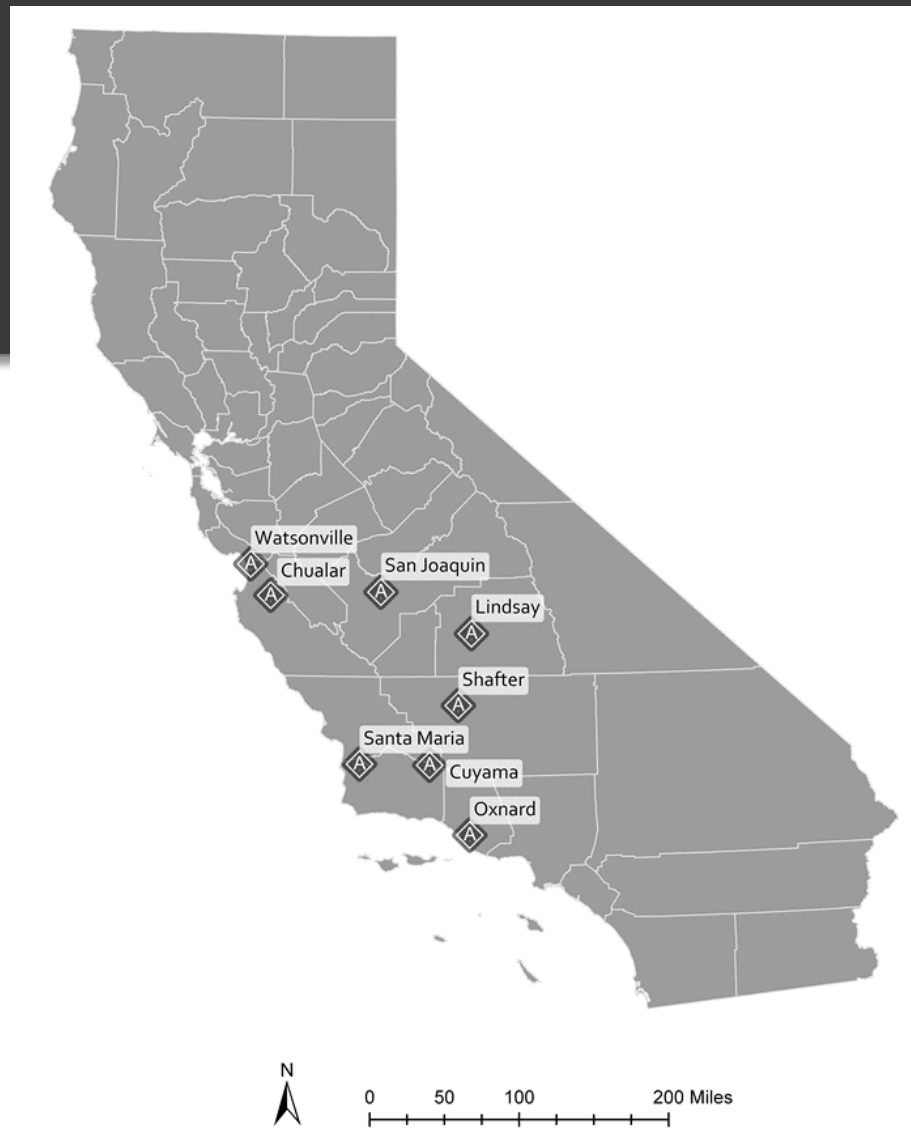 Watsonville
A
Chualar
A
San Joaquin
A
Lindsay
A
Shafter
A
Santa Maria
A
A
Cuyama
Oxnard
A
N
0 50 100 200 Miles